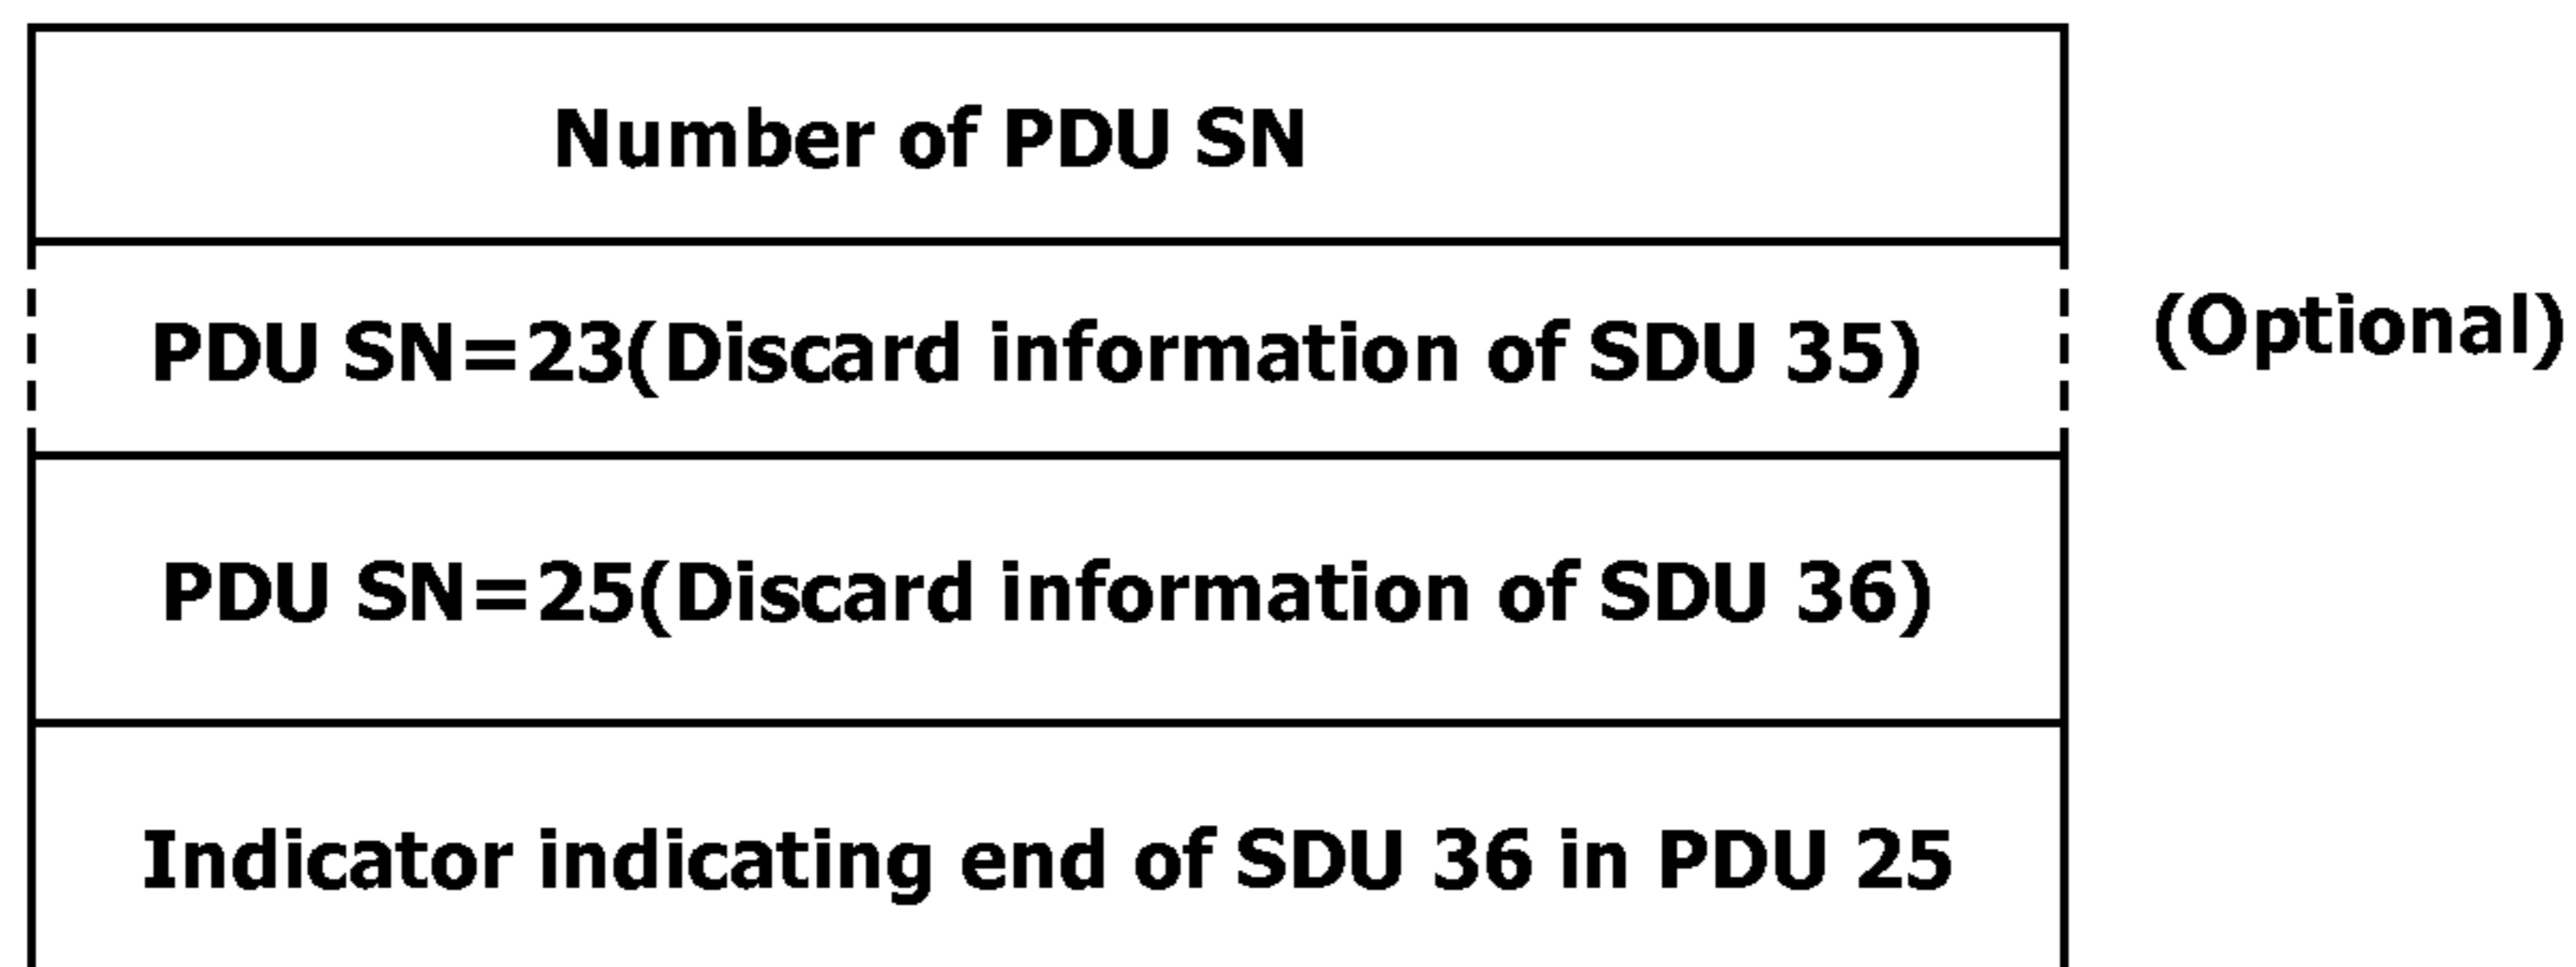 Number of PDU SN
PDU SN=23(Discard information of SDU 35)
(Optional)
PDU SN=25(Discard information of SDU 36)
Indicator indicating end of SDU 36 in PDU 25